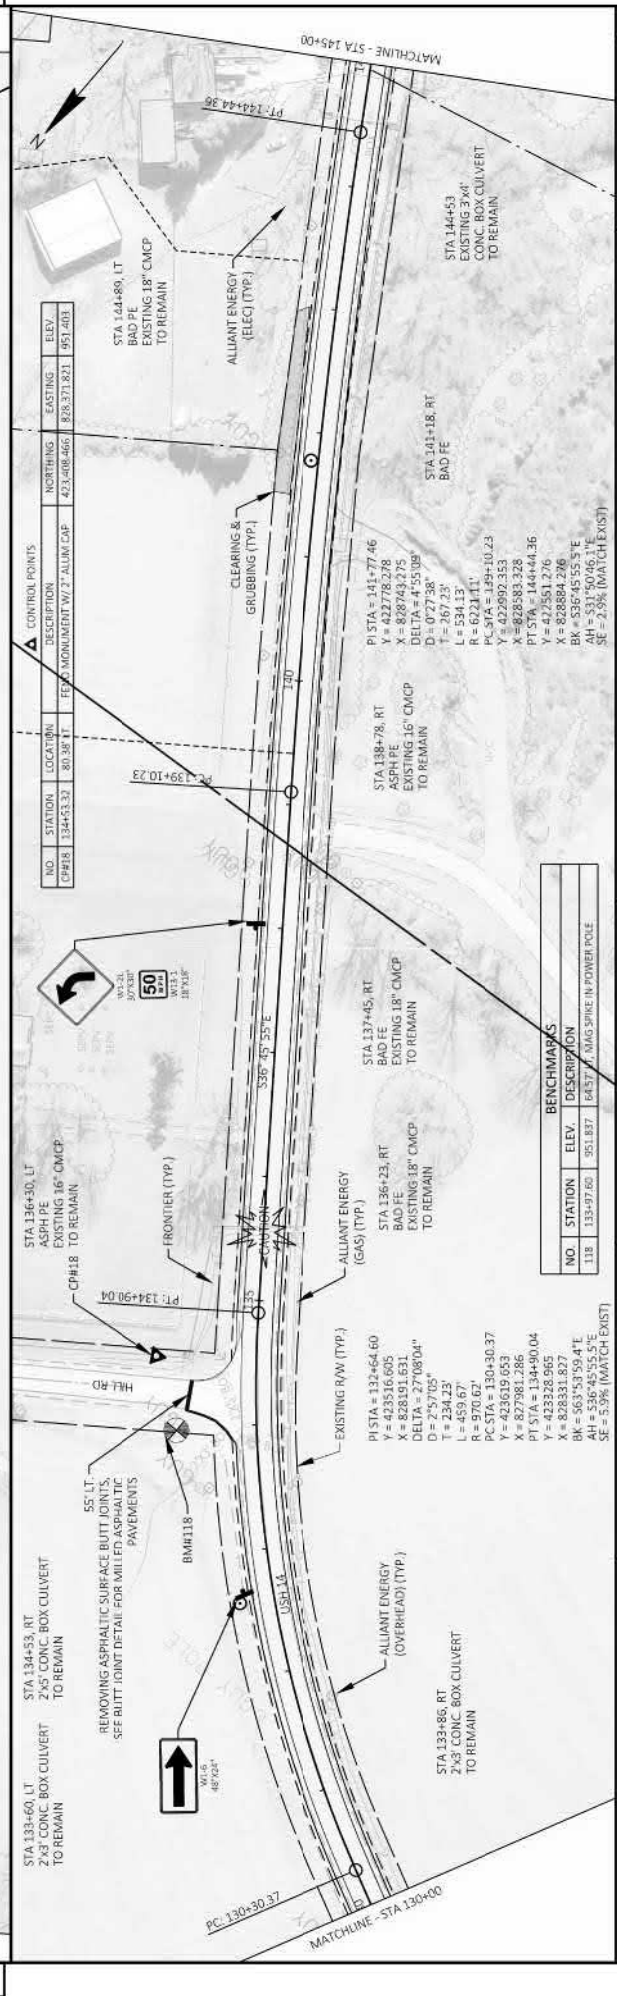 MATCHLINE - STA 145+00
PT: 144+44.36
N
STA 144+89, LT
BAD PE
EXISTING 18" CMCP
TO REMAIN
ALLIANT ENERGY
(ELEC) (TYP.)
STA 144+53
EXISTING 3'x4'
CONC. BOX CULVERT
TO REMAIN
CONTROL POINTS
NO. STATION LOCATION DESCRIPTION NORTHING EASTING ELEV.
CP#18 134+53.32 80.38' LT FENO MONUMENT W/ 2" ALUM CAP 423,408.466 828,371.821 951.403
CLEARING &
GRUBBING (TYP.)
STA 141+18, RT
BAD FE
PI STA = 141+77.46
Y = 422778.278
X = 828743.275
DELTA = 4°55'09"
D = 0°27'38"
T = 267.23'
L = 534.13'
R = 6221.11'
PC STA = 139+10.23
Y = 422992.353
X = 828583.328
PT STA = 144+44.36
Y = 422551.276
X = 828884.276
BK = S36°45'55.5"E
AH = S31°50'46.1"E
SE = 2.9% (MATCH EXIST)
140
PC: 139+10.23
STA 138+78, RT
ASPH PE
EXISTING 16" CMCP
TO REMAIN
W1-2L
30"X30"
50
MPH
W13-1
18"X18"
S36°45'55"E
STA 137+45, RT
BAD FE
EXISTING 18" CMCP
TO REMAIN
STA 136+23, RT
BAD FE
EXISTING 18" CMCP
TO REMAIN
BENCHMARKS
NO. STATION ELEV. DESCRIPTION
118 133+97.60 951.837 64.57' LT, MAG SPIKE IN POWER POLE
STA 136+30, LT
ASPH PE
EXISTING 16" CMCP
TO REMAIN
CP#18
FRONTIER (TYP.)
CAUTION
ALLIANT ENERGY
(GAS) (TYP.)
PT: 134+90.04
135
HILL RD
EXISTING R/W (TYP.)
PI STA = 132+64.60
Y = 423516.605
X = 828191.631
DELTA = 27°08'04"
T = 234.23'
L = 459.67'
R = 970.62'
PC STA = 130+30.37
Y = 423619.653
X = 827981.286
PT STA = 134+90.04
Y = 423328.965
X = 828331.827
BK = S63°53'59.4"E
AH = S36°45'55.5"E
SE = 5.9% (MATCH EXIST)
55' LT.
REMOVING ASPHALTIC SURFACE BUTT JOINTS,
SEE BUTT JOINT DETAIL FOR MILLED ASPHALTIC
PAVEMENTS
BM#118
STA 134+53, RT
2'x5' CONC. BOX CULVERT
TO REMAIN
STA 133+60, LT
2'x3' CONC. BOX CULVERT
TO REMAIN
USH 14
W1-6
48"X24"
ALLIANT ENERGY
(OVERHEAD) (TYP.)
STA 133+86, RT
2'x3' CONC. BOX CULVERT
TO REMAIN
PC: 130+30.37
MATCHLINE - STA 130+00